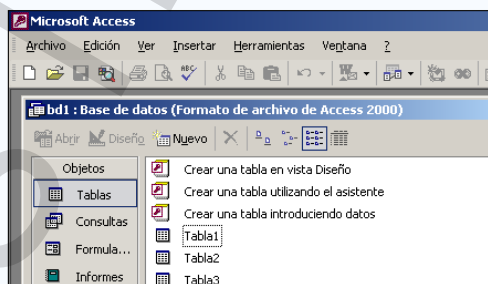 Microsoft Access
Archivo Edición Ver Insertar Herramientas Ventana ?
bd1 : Base de datos (Formato de archivo de Access 2000)
Abrir Diseño Nuevo
Objetos
Tablas
Consultas
Formula...
Informes
Crear una tabla en vista Diseño
Crear una tabla utilizando el asistente
Crear una tabla introduciendo datos
Tabla1
Tabla2
Tabla3